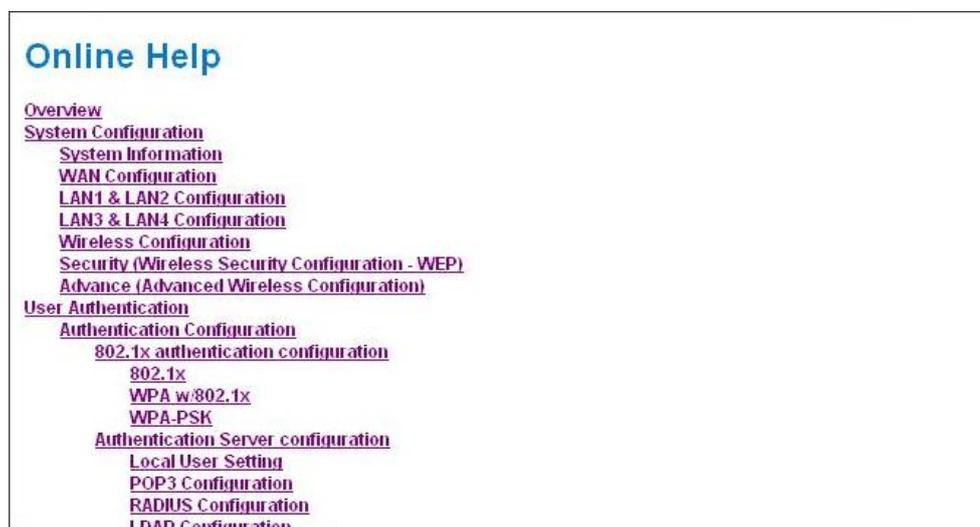 Online Help
Overview
System Configuration
System Information
WAN Configuration
LAN1 & LAN2 Configuration
LAN3 & LAN4 Configuration
Wireless Configuration
Security (Wireless Security Configuration - WEP)
Advance (Advanced Wireless Configuration)
User Authentication
Authentication Configuration
802.1x authentication configuration
802.1x
WPA w/802.1x
WPA-PSK
Authentication Server configuration
Local User Setting
POP3 Configuration
RADIUS Configuration
LDAP Configuration